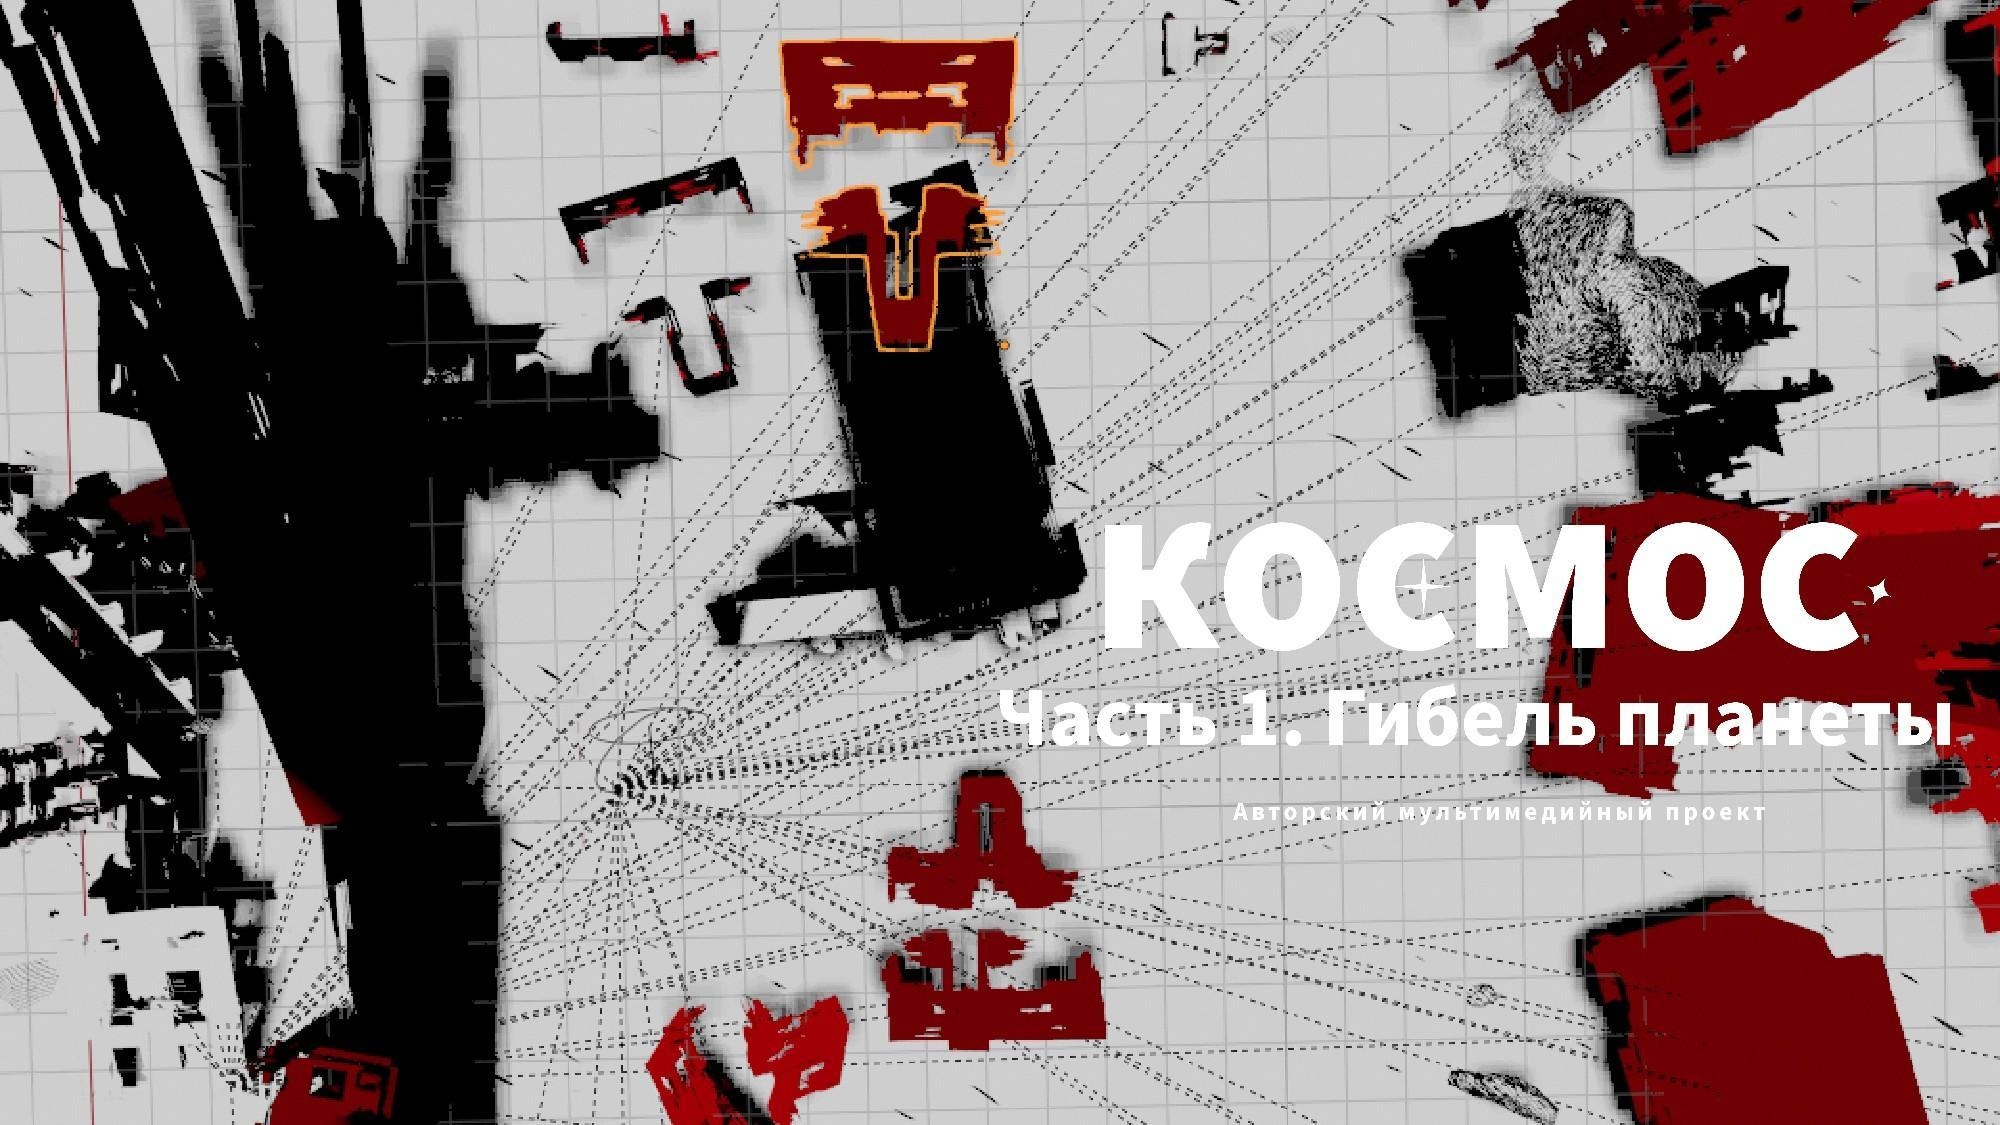 КОСМОС
Часть 1. Гибель планеты
Авторский мультимедийный проект